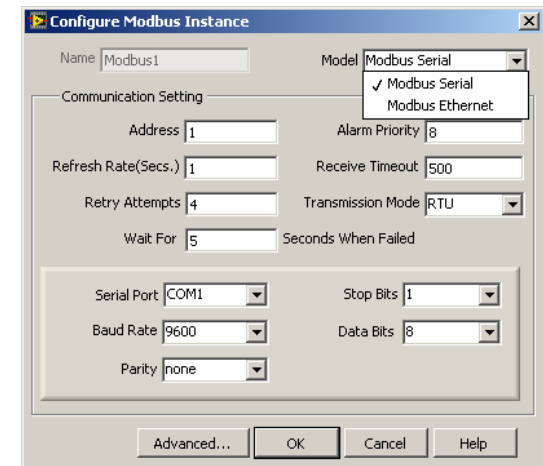 Configure Modbus Instance
Name Modbus1 Model Modbus Serial
✓ Modbus Serial
Modbus Ethernet
Communication Setting
Address 1 Alarm Priority 8
Refresh Rate(Secs.) 1 Receive Timeout 500
Retry Attempts 4 Transmission Mode RTU
Wait For 5 Seconds When Failed
Serial Port COM1 Stop Bits 1
Baud Rate 9600 Data Bits 8
Parity none
Advanced... OK Cancel Help